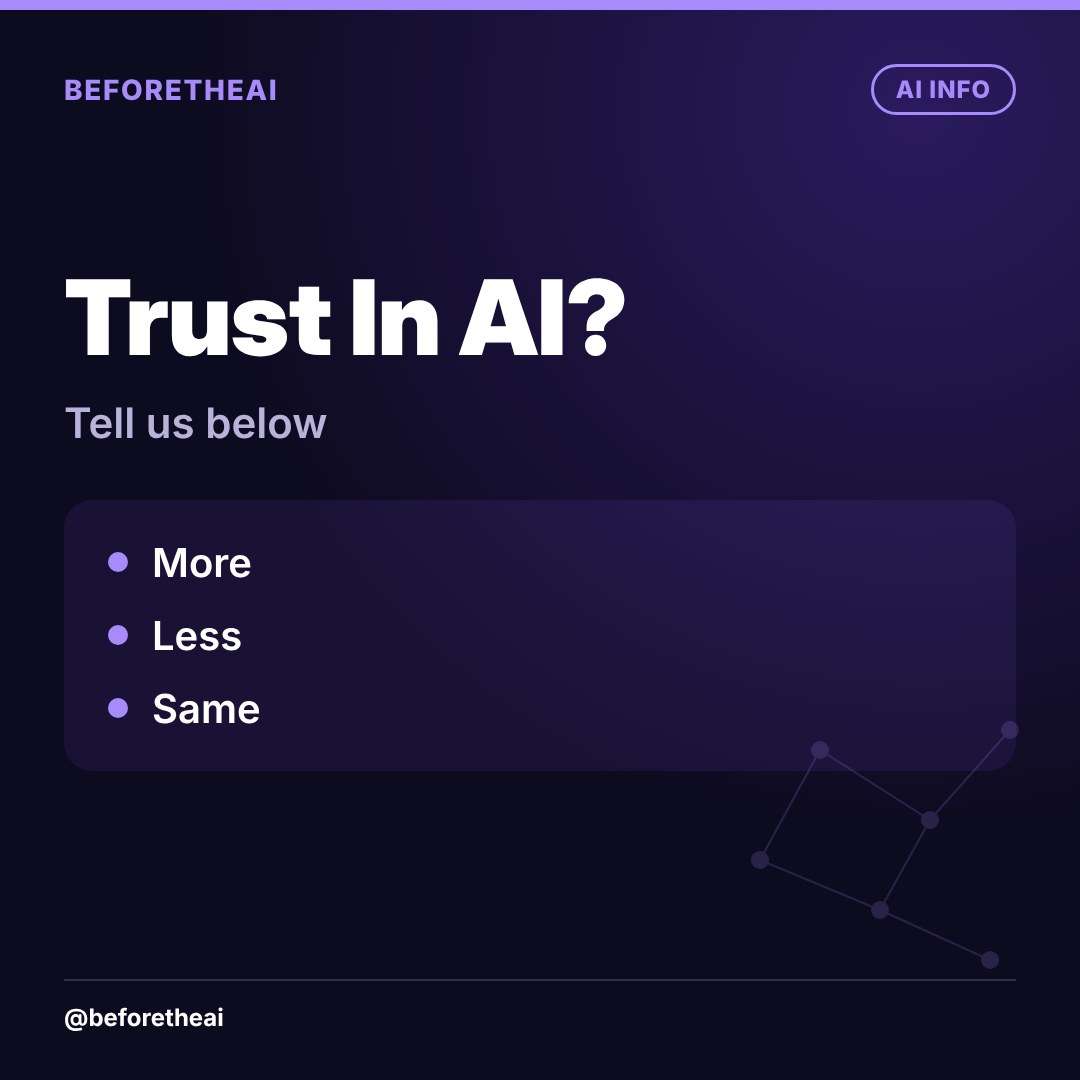 BEFORETHEAI
AI INFO
Trust In AI?
Tell us below
More
Less
Same
@beforetheai